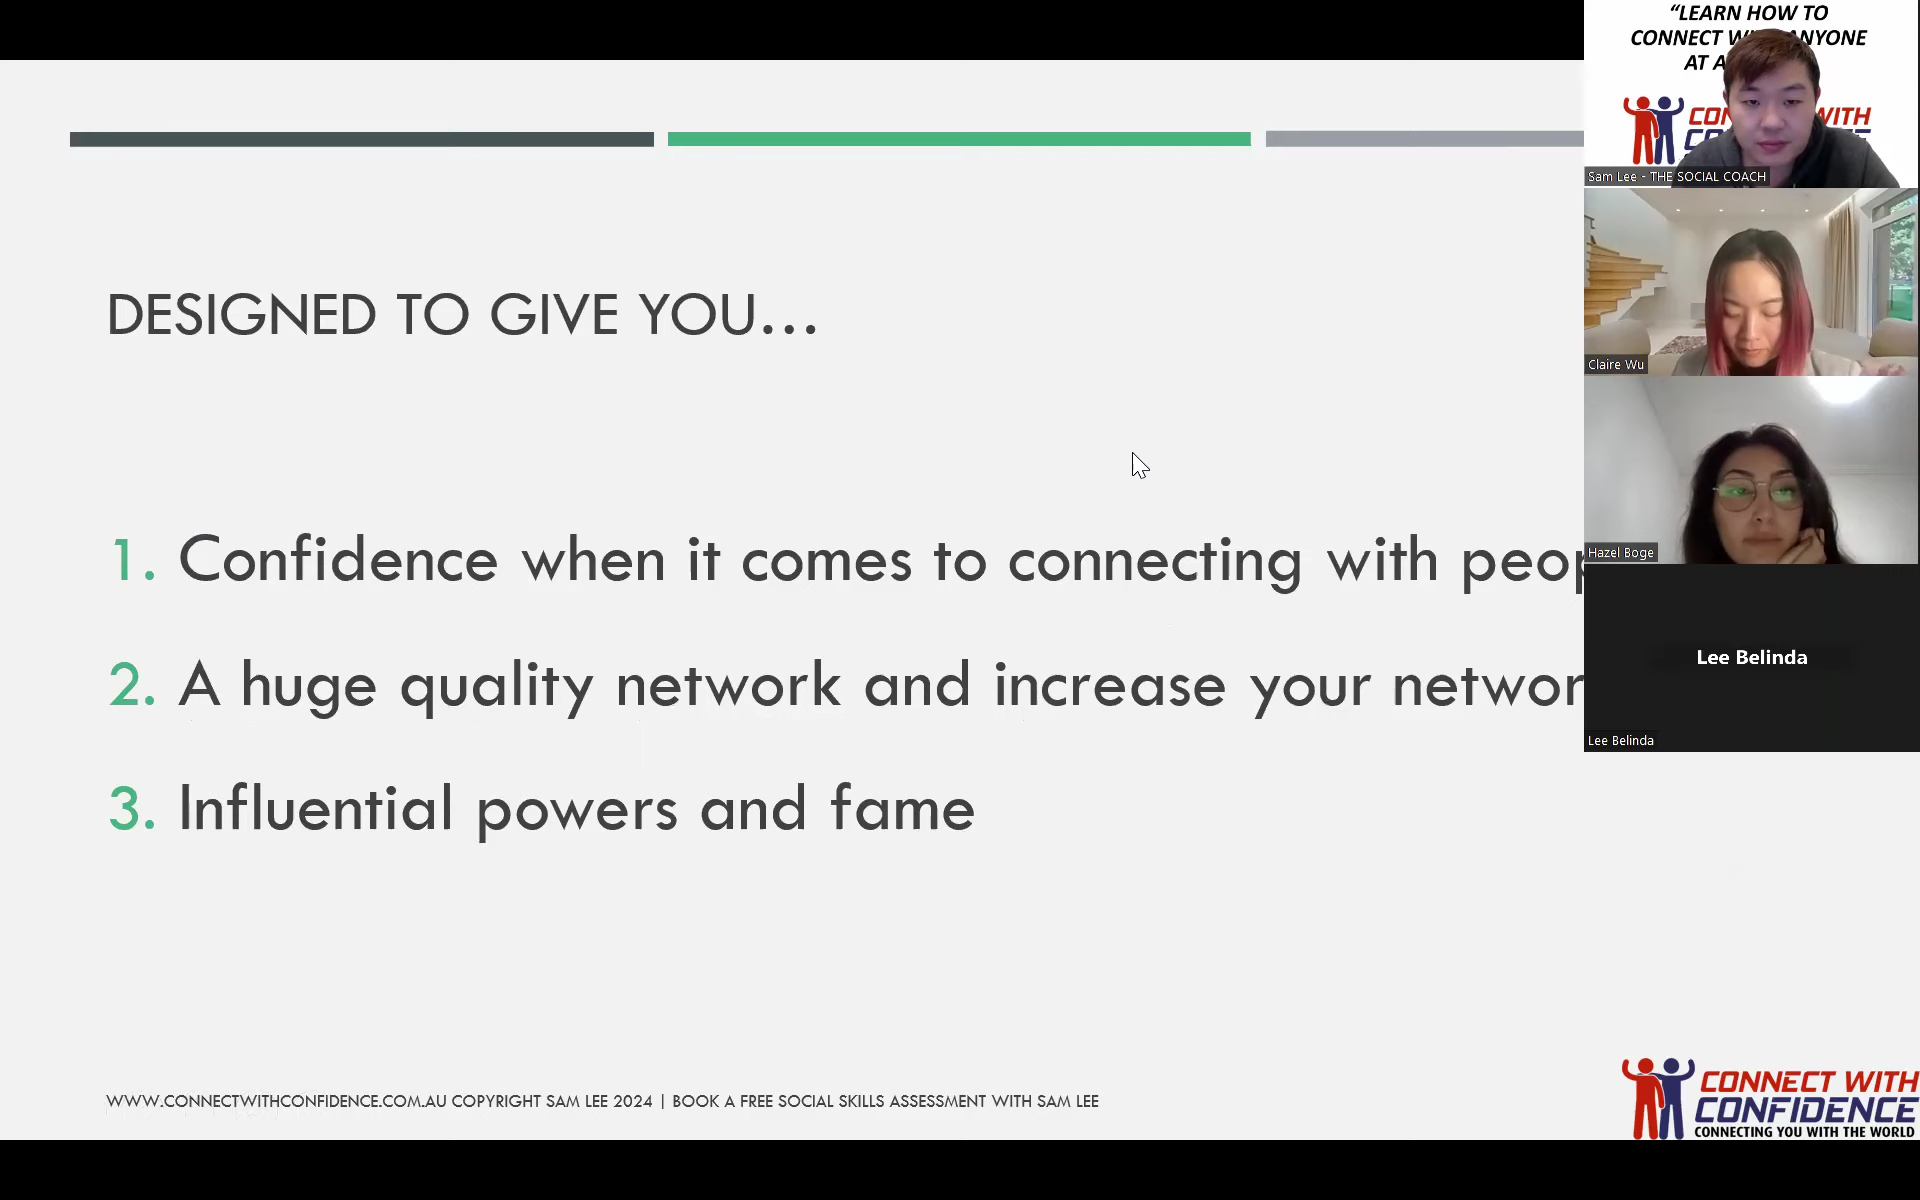 DESIGNED TO GIVE YOU...
1. Confidence when it comes to connecting with
2. A huge quality network and increase your
3. Influential powers and fame
WWW.CONNECTWITHCONFIDENCE.COM.AU COPYRIGHT SAM LEE 2024 | BOOK A FREE SOCIAL SKILLS ASSESSMENT WITH SAM LEE
CONNECT WITH
CONFIDENCE
CONNECTING YOU WITH THE WORLD
"LEARN HOW TO
CONNECT ANYONE
AT
WITH
Sam Lee - THE SOCIAL COACH
Claire Wu
Hazel Boge
Lee Belinda
Lee Belinda